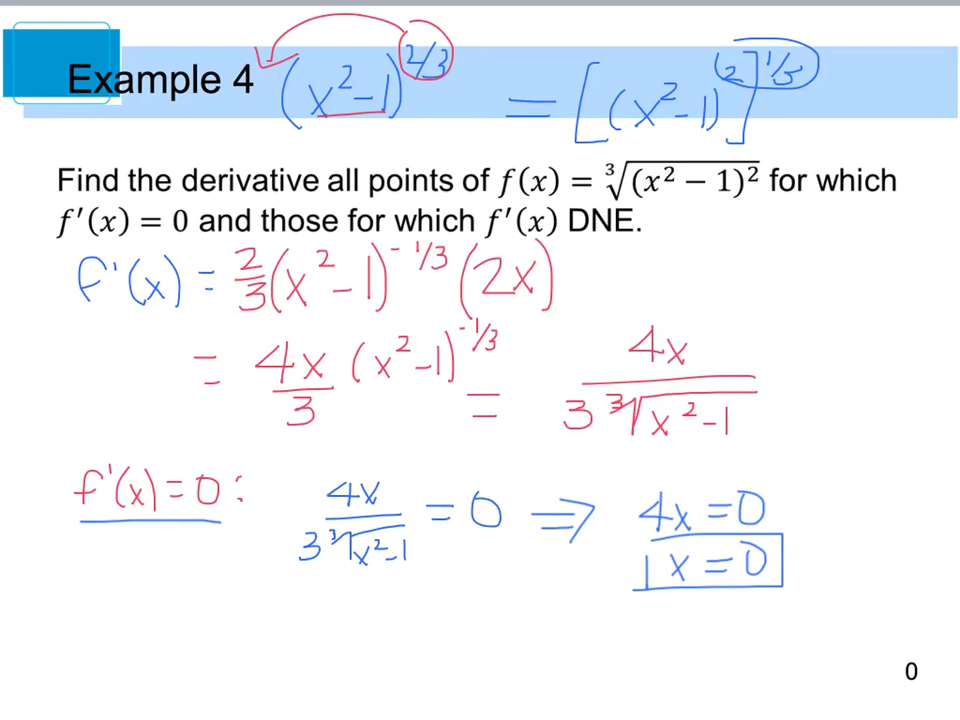 Example 4 (x²-1)^(2/3) = [(x²-1)^(2)]^(1/3)
Find the derivative all points of f(x) = ∛(x² − 1)² for which
f′(x) = 0 and those for which f′(x) DNE.
f'(x) = 2/3 (x²-1)^(-1/3) (2x)
= 4x/3 (x²-1)^(-1/3) = 4x/(3∛(x²-1))
f'(x) = 0 : 4x/(3∛(x²-1)) = 0 ⇒ 4x = 0
x = 0
0